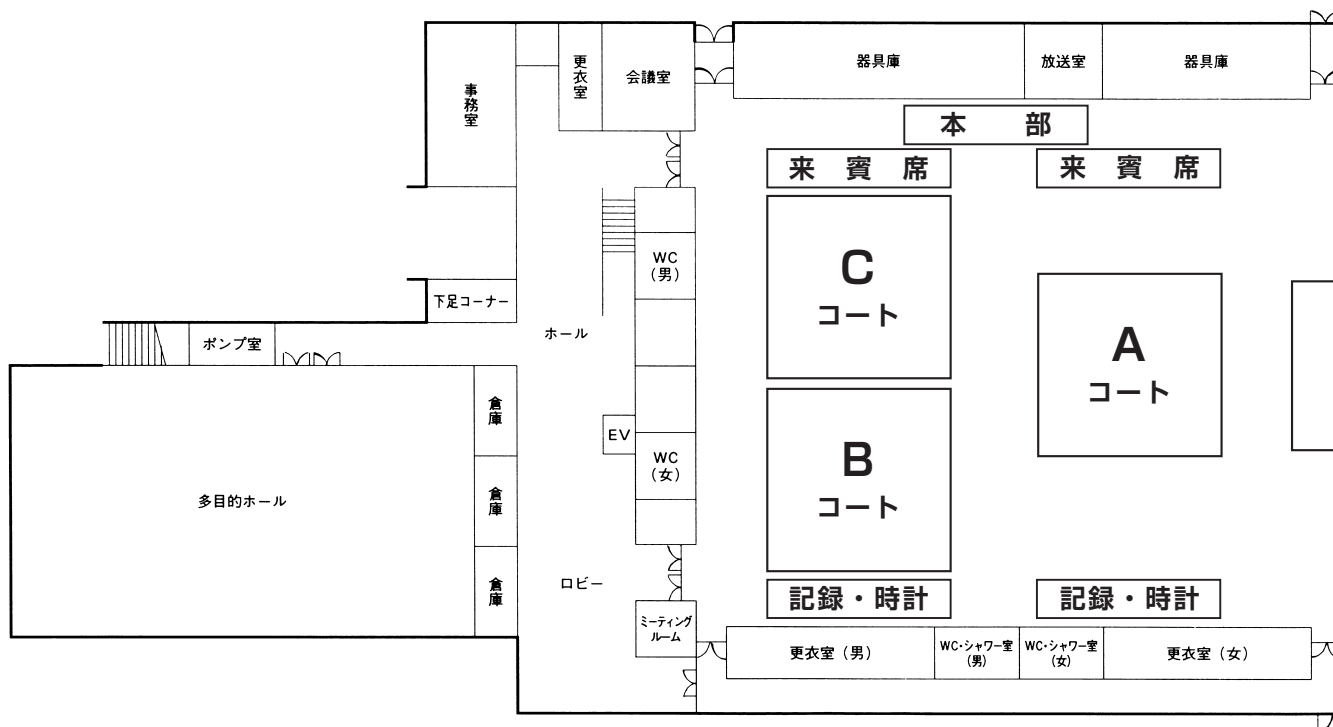 事務室
更衣室
会議室
器具庫
放送室
器具庫
本 部
来 賓 席
来 賓 席
WC
(男)
C
コート
A
コート
下足コーナー
ホール
ポンプ室
倉庫
EV
WC
(女)
B
コート
倉庫
多目的ホール
ロビー
倉庫
記録・時計
記録・時計
ミーティング
ルーム
更衣室(男)
WC・シャワー室
(男)
WC・シャワー室
(女)
更衣室(女)